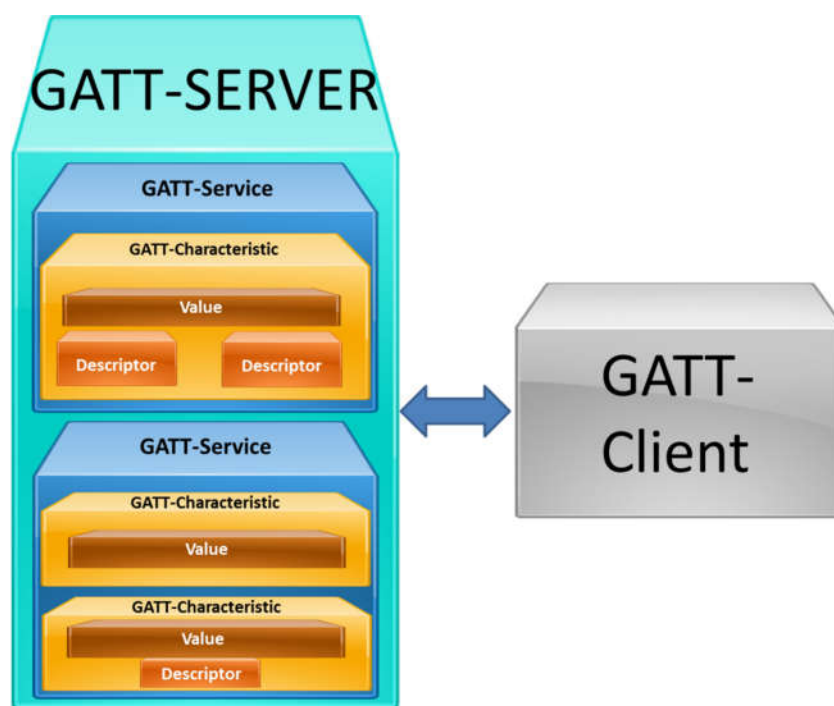 GATT-SERVER
GATT-Service
GATT-Characteristic
Value
Descriptor
Descriptor
GATT-Service
GATT-Characteristic
Value
GATT-Characteristic
Value
Descriptor
GATT-
Client